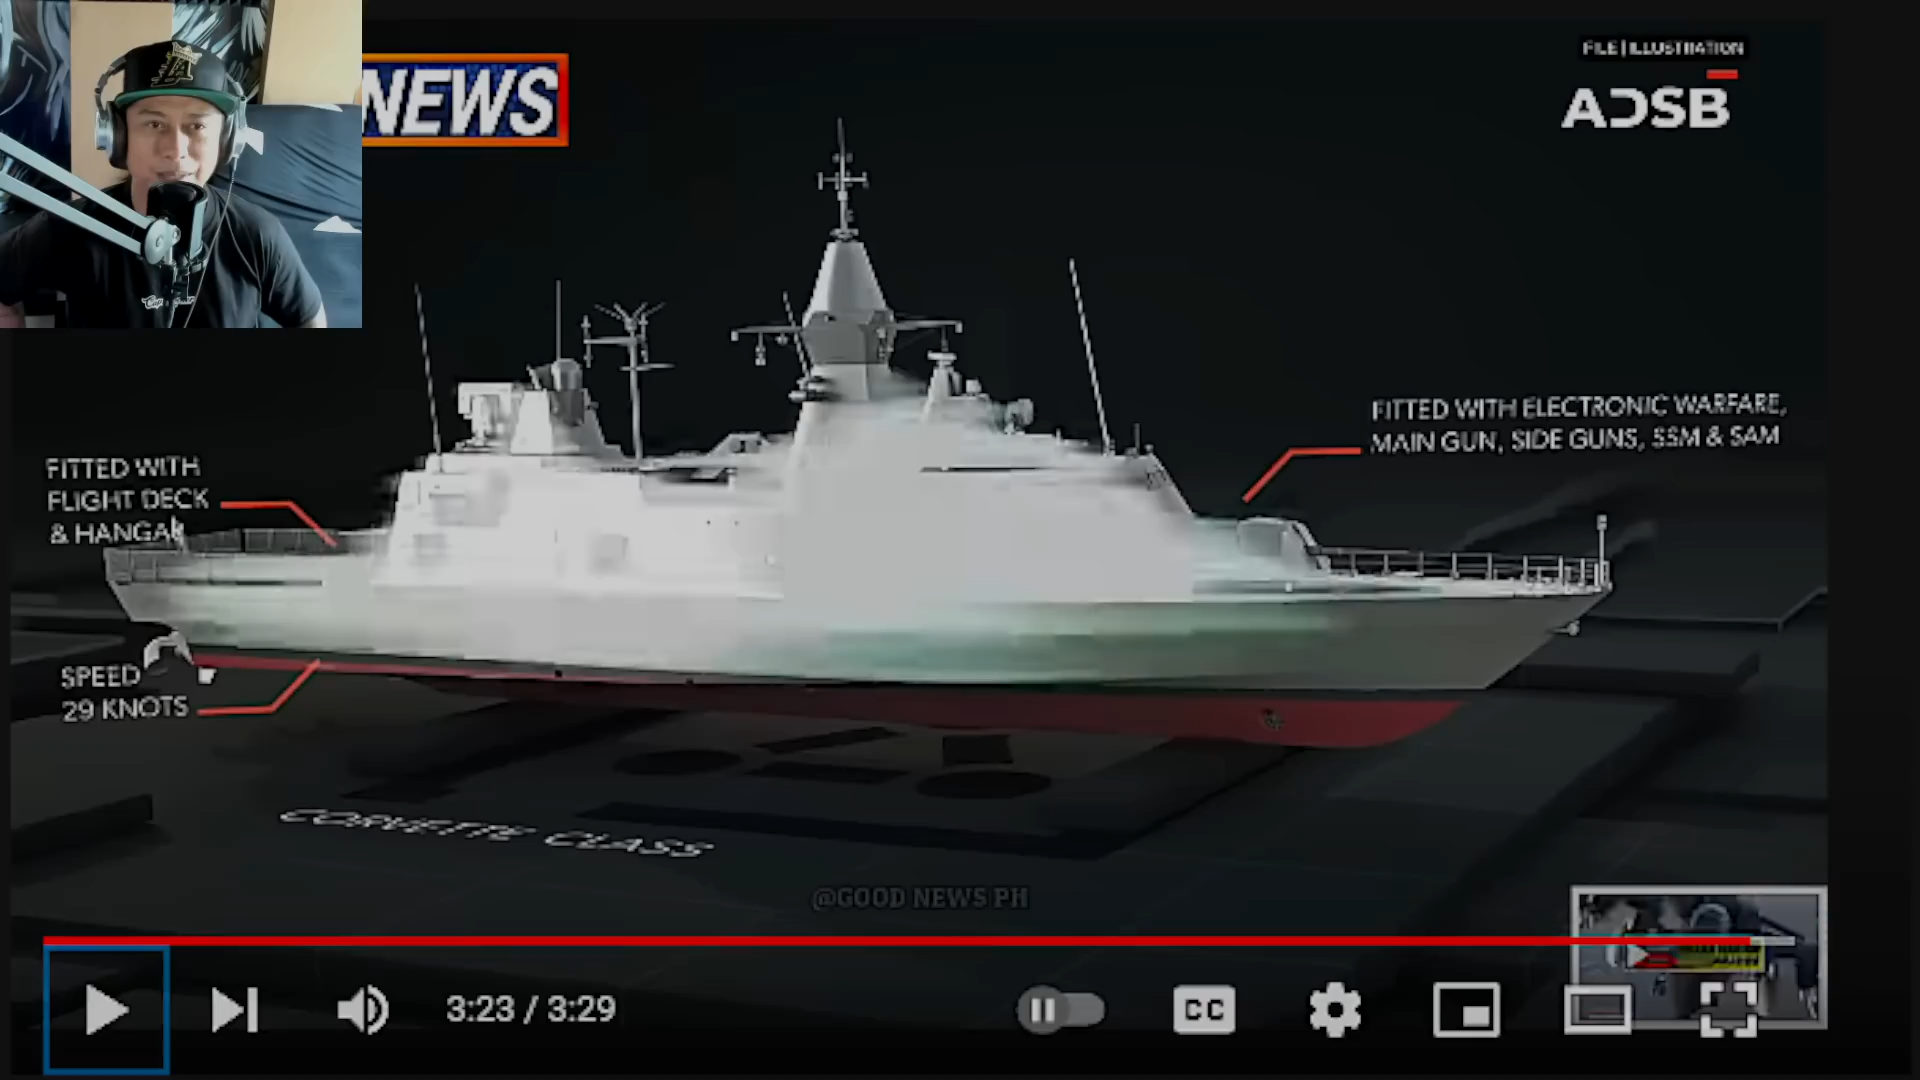 NEWS
FILE | ILLUSTRATION
ADSB
FITTED WITH ELECTRONIC WARFARE,
MAIN GUN, SIDE GUNS, SSM & SAM
FITTED WITH
FLIGHT DECK
& HANGAR
SPEED
29 KNOTS
CORVETTE CLASS
@GOOD NEWS PH
3:23 / 3:29
CC